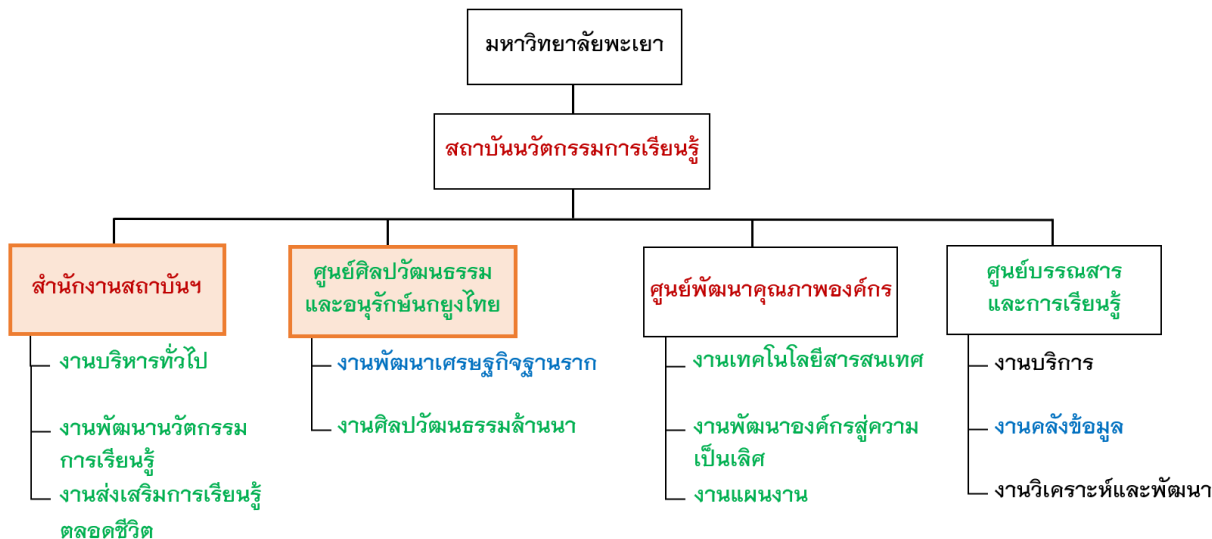 มหาวิทยาลัยพะเยา
สถาบันนวัตกรรมการเรียนรู้
สำนักงานสถาบันฯ
งานบริหารทั่วไป
งานพัฒนานวัตกรรม
การเรียนรู้
งานส่งเสริมการเรียนรู้
ตลอดชีวิต
ศูนย์ศิลปวัฒนธรรม
และอนุรักษ์นกยูงไทย
งานพัฒนาเศรษฐกิจฐานราก
งานศิลปวัฒนธรรมล้านนา
ศูนย์พัฒนาคุณภาพองค์กร
งานเทคโนโลยีสารสนเทศ
งานพัฒนาองค์กรสู่ความ
เป็นเลิศ
งานแผนงาน
ศูนย์บรรณสาร
และการเรียนรู้
งานบริการ
งานคลังข้อมูล
งานวิเคราะห์และพัฒนา